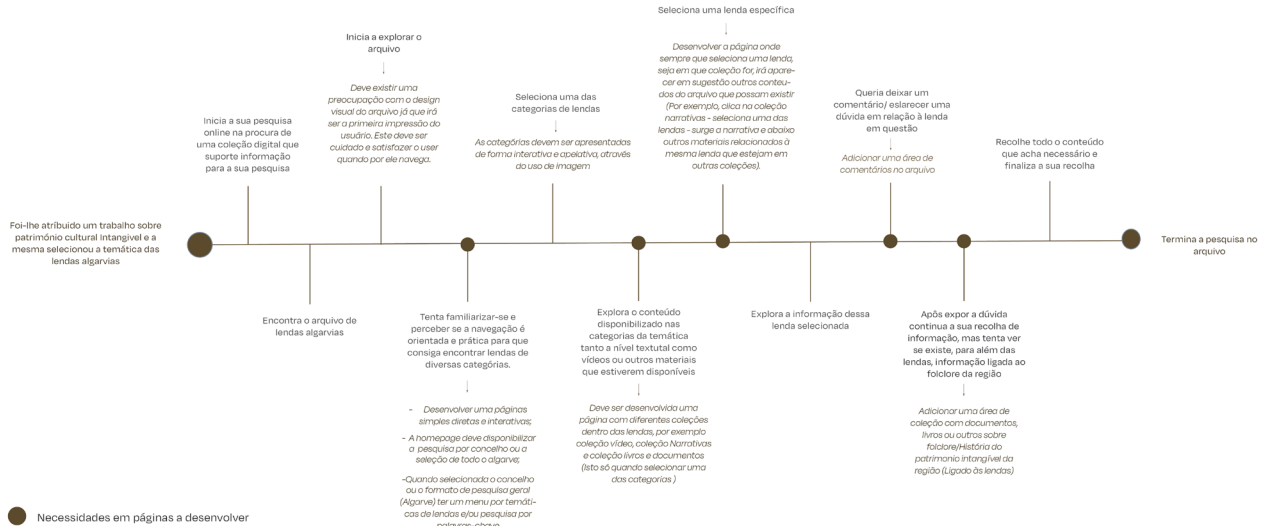 Foi-lhe atríbuido um trabalho sobre
património cultural Intangivel e a
mesma selecionou a temática das
lendas algarvias
Inicia a sua pesquisa
online na procura de
uma coleção digital que
suporte informação
para a sua pesquisa
Encontra o arquivo de
lendas algarvias
Inicia a explorar o
arquivo
Deve existir uma
preocupação com o design
visual do arquivo já que irá
ser a primeira impressão do
usuário. Este deve ser
cuidado e satisfazer o user
quando por ele navega.
Tenta familiarizar-se e
perceber se a navegação é
orientada e prática para que
consiga encontrar lendas de
diversas categórias.
- Desenvolver uma páginas
simples diretas e interativas;
- A homepage deve disponibilizar
a pesquisa por concelho ou a
seleção de todo o algarve;
-Quando selecionada o concelho
ou o formato de pesquisa geral
(Algarve) ter um menu por temáti-
cas de lendas e/ou pesquisa por
palavras-chave
Seleciona uma das
categorias de lendas
As categórias devem ser apresentados
de forma interativa e apelativa, através
do uso de imagem
Explora o conteúdo
disponibilizado nas
categorias da temática
tanto a nível textutal como
vídeos ou outros materiais
que estiverem disponíveis
Deve ser desenvolvida uma
página com diferentes coleções
dentro das lendas, por exemplo
coleção vídeo, coleção Narrativas
e coleção livros e documentos
(Isto só quando selecionar uma
das categorias )
Seleciona uma lenda específica
Desenvolver a página onde
sempre que seleciona uma lenda,
seja em que coleção for, irá apare-
cer em sugestão outros conteu-
dos do arquivo que possam existir
(Por exemplo, clica na coleção
narrativas - seleciona uma das
lendas - surge a narrativa e abaixo
outros materiais relacionados à
mesma lenda que estejam em
outras coleções).
Explora a informação dessa
lenda selecionada
Queria deixar um
comentário/ eslarecer uma
dúvida em relação à lenda
em questão
Adicionar uma área de
comentários no arquivo
Após expor a dúvida
continua a sua recolha de
informação, mas tenta ver
se existe, para além das
lendas, informação ligada ao
folclore da região
Adicionar uma área de
coleção com documentos,
livros ou outros sobre
folclore/História do
patrimonio intangível da
região (Ligado às lendas)
Recolhe todo o conteúdo
que acha necessário e
finaliza a sua recolha
Termina a pesquisa no
arquivo
Necessidades em páginas a desenvolver